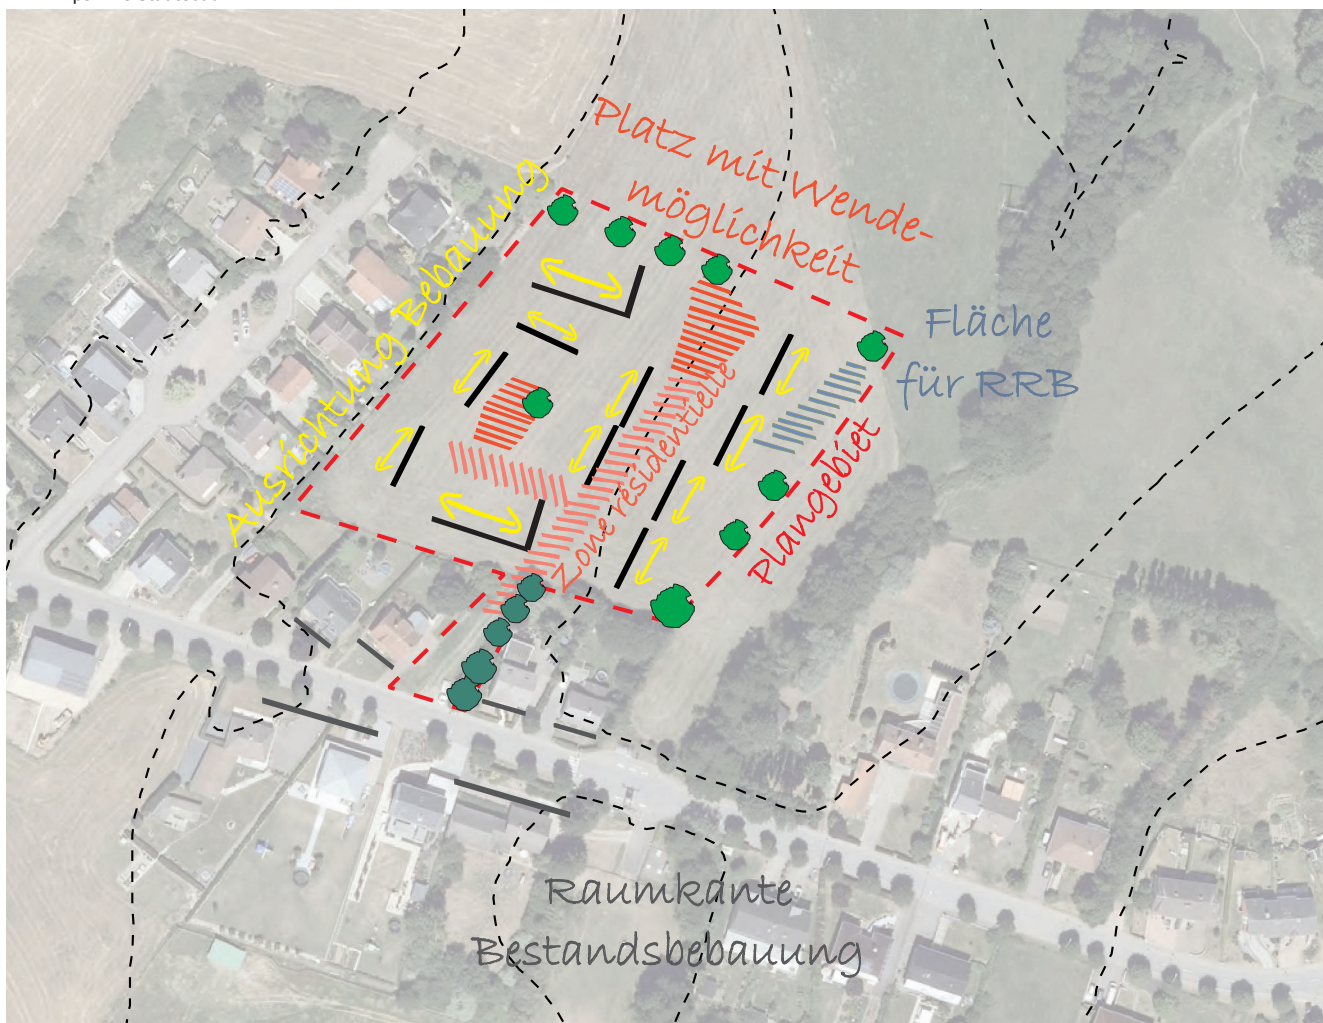 Platz mit Wende-
möglichkeit
Ausrichtung Bebauung
Fläche
für RRB
Zone résidentielle
Plangebiet
Raumkante
Bestandsbebauung